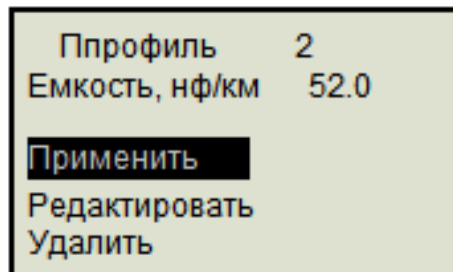 Ппрофиль 2
Емкость, нф/км 52.0
Применить
Редактировать
Удалить